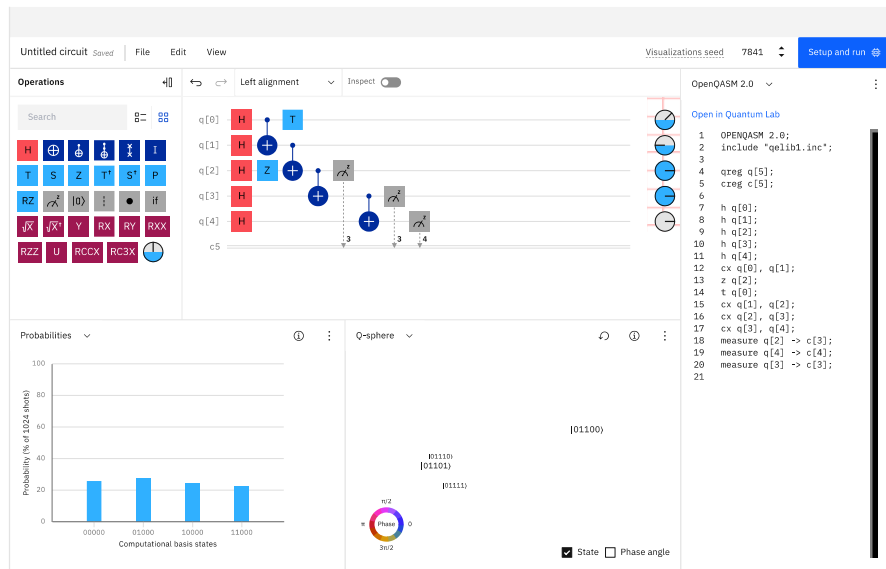 Untitled circuit Saved File Edit View Visualizations seed 7841 Setup and run
Operations
Left alignment Inspect
OpenQASM 2.0
Search
Open in Quantum Lab
H I
T S Z T† S† P
RZ z |0⟩ if
√X √X† Y RX RY RXX
RZZ U RCCX RC3X
q[0] H T
q[1] H
q[2] H Z z
q[3] H z
q[4] H z
3 3 4
c5
1 OPENQASM 2.0;
2 include "qelib1.inc";
3
4 qreg q[5];
5 creg c[5];
6
7 h q[0];
8 h q[1];
9 h q[2];
10 h q[3];
11 h q[4];
12 cx q[0], q[1];
13 z q[2];
14 t q[0];
15 cx q[1], q[2];
16 cx q[2], q[3];
17 cx q[3], q[4];
18 measure q[2] -> c[3];
19 measure q[4] -> c[4];
20 measure q[3] -> c[3];
21
Probabilities
Probability (% of 1024 shots)
100
80
60
40
20
0
00000 01000 10000 11000
Computational basis states
Q-sphere
|01100⟩
|01110⟩
|01101⟩
|01111⟩
π/2
π Phase 0
3π/2
State Phase angle